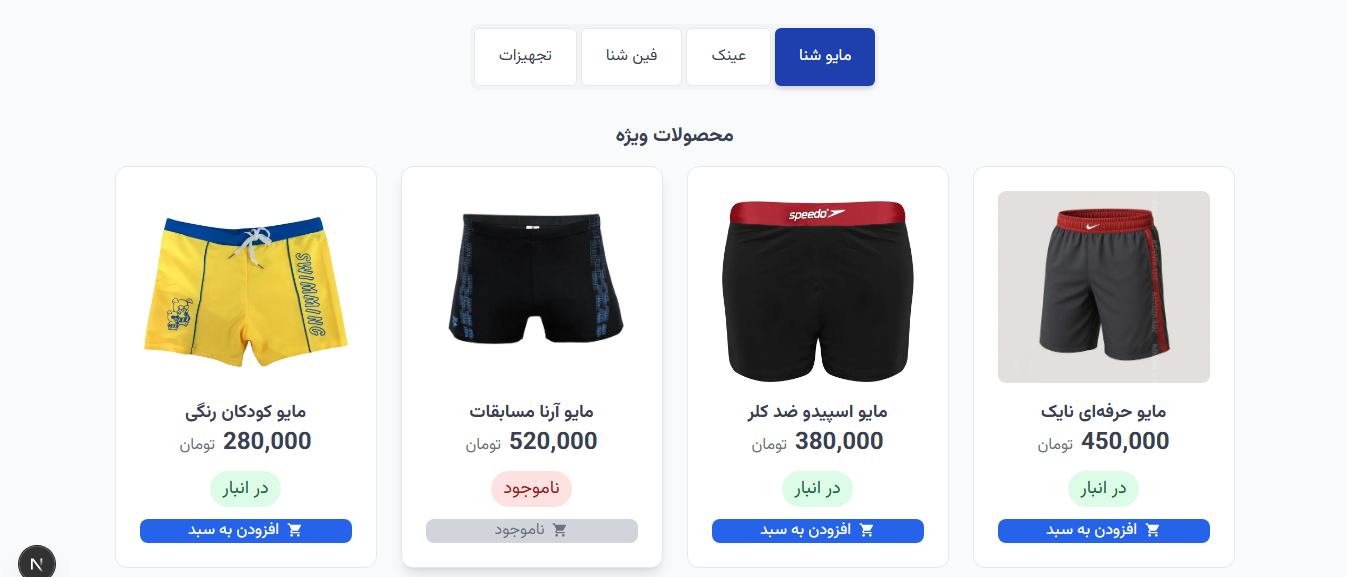 مایو شنا
عینک
فین شنا
تجهیزات
محصولات ویژه
مایو حرفه‌ای نایک
450,000 تومان
در انبار
افزودن به سبد
speedo
مایو اسپیدو ضد کلر
380,000 تومان
در انبار
افزودن به سبد
مایو آرنا مسابقات
520,000 تومان
ناموجود
ناموجود
SWIMMING
مایو کودکان رنگی
280,000 تومان
در انبار
افزودن به سبد
N